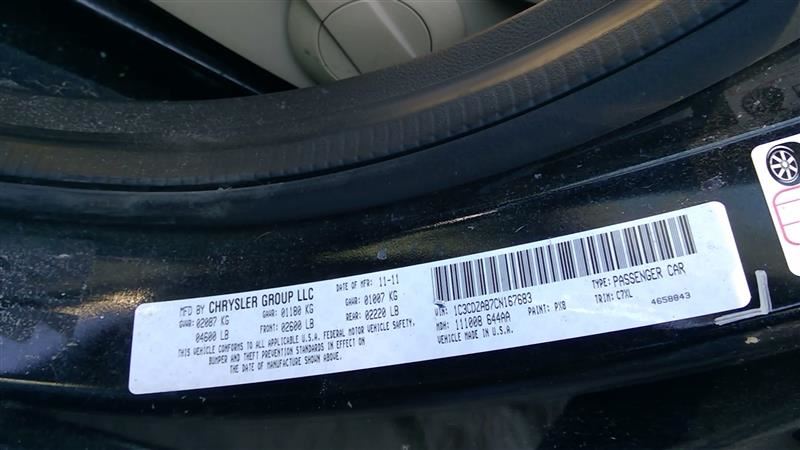 MFD BY CHRYSLER GROUP LLC DATE OF MFR 11-11
GVWR GAWR GAWR
02087 KG 01180 KG 01007 KG
04600 LB FRONT 02600 LB REAR 02220 LB
THIS VEHICLE CONFORMS TO ALL APPLICABLE U.S.A. FEDERAL MOTOR VEHICLE SAFETY,
BUMPER AND THEFT PREVENTION STANDARDS IN EFFECT ON
THE DATE OF MANUFACTURE SHOWN ABOVE.
VIN: 1C3CDZAB7CN167683 TYPE: PASSENGER CAR
MDH: 111008 644AA PAINT: PX8 TRIM: C7XL
VEHICLE MADE IN U.S.A. 4658843